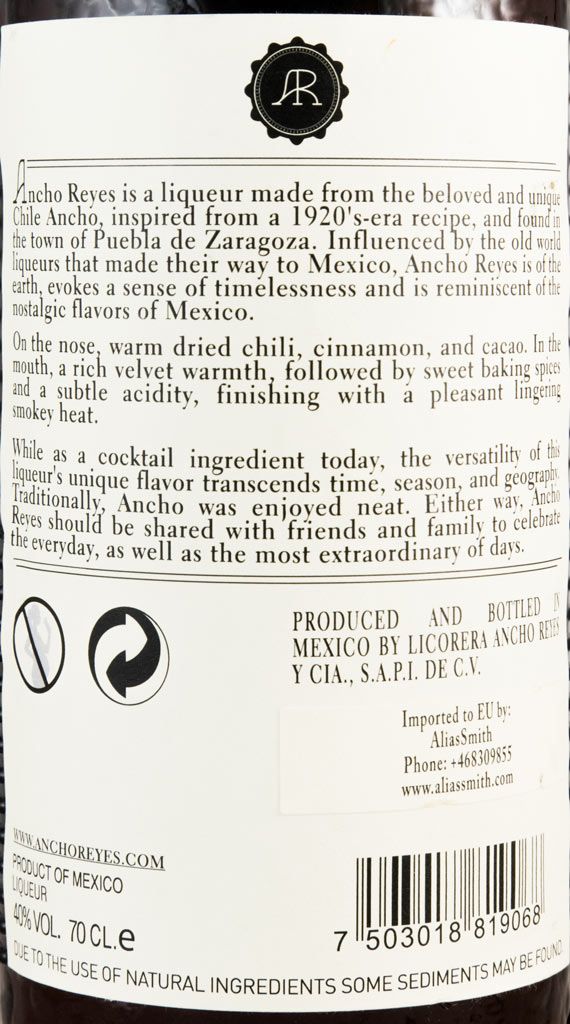 AR
Ancho Reyes is a liqueur made from the beloved and unique
Chile Ancho, inspired from a 1920's-era recipe, and found in
the town of Puebla de Zaragoza. Influenced by the old world
liqueurs that made their way to Mexico, Ancho Reyes is of the
earth, evokes a sense of timelessness and is reminiscent of the
nostalgic flavors of Mexico.
On the nose, warm dried chili, cinnamon, and cacao. In the
mouth, a rich velvet warmth, followed by sweet baking spices
and a subtle acidity, finishing with a pleasant lingering
smokey heat.
While as a cocktail ingredient today, the versatility of this
liqueur's unique flavor transcends time, season, and geography.
Traditionally, Ancho was enjoyed neat. Either way, Ancho
Reyes should be shared with friends and family to celebrate
the everyday, as well as the most extraordinary of days.
PRODUCED AND BOTTLED IN
MEXICO BY LICORERA ANCHO REYES
Y CIA., S.A.P.I. DE C.V.
Imported to EU by:
AliasSmith
Phone: +468309855
www.aliassmith.com
WWW.ANCHOREYES.COM
PRODUCT OF MEXICO
LIQUEUR
40% VOL. 70 CL.e
7 503018 819068
DUE TO THE USE OF NATURAL INGREDIENTS SOME SEDIMENTS MAY BE FOUND.